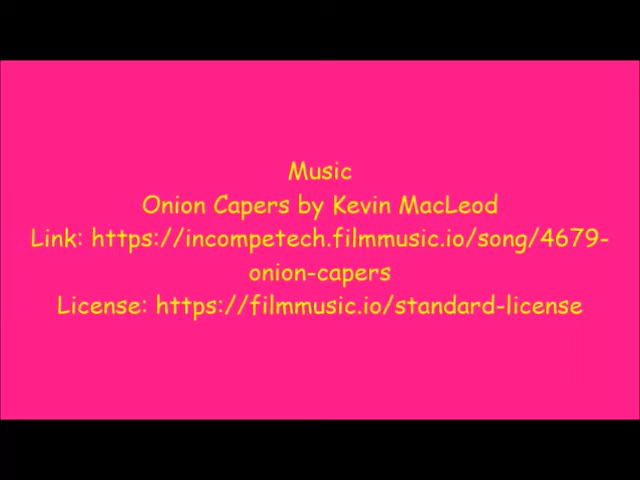 Music
Onion Capers by Kevin MacLeod
Link: https://incompetech.filmmusic.io/song/4679-
onion-capers
License: https://filmmusic.io/standard-license